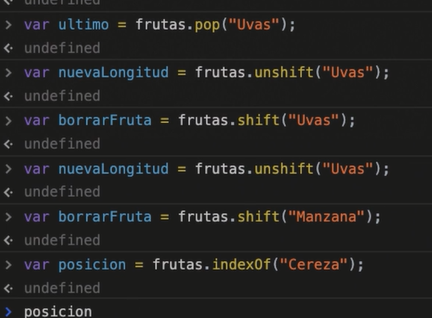 undefined
> var ultimo = frutas.pop("Uvas");
undefined
> var nuevaLongitud = frutas.unshift("Uvas");
undefined
> var borrarFruta = frutas.shift("Uvas");
undefined
> var nuevaLongitud = frutas.unshift("Uvas");
undefined
> var borrarFruta = frutas.shift("Manzana");
undefined
> var posicion = frutas.indexOf("Cereza");
undefined
> posicion